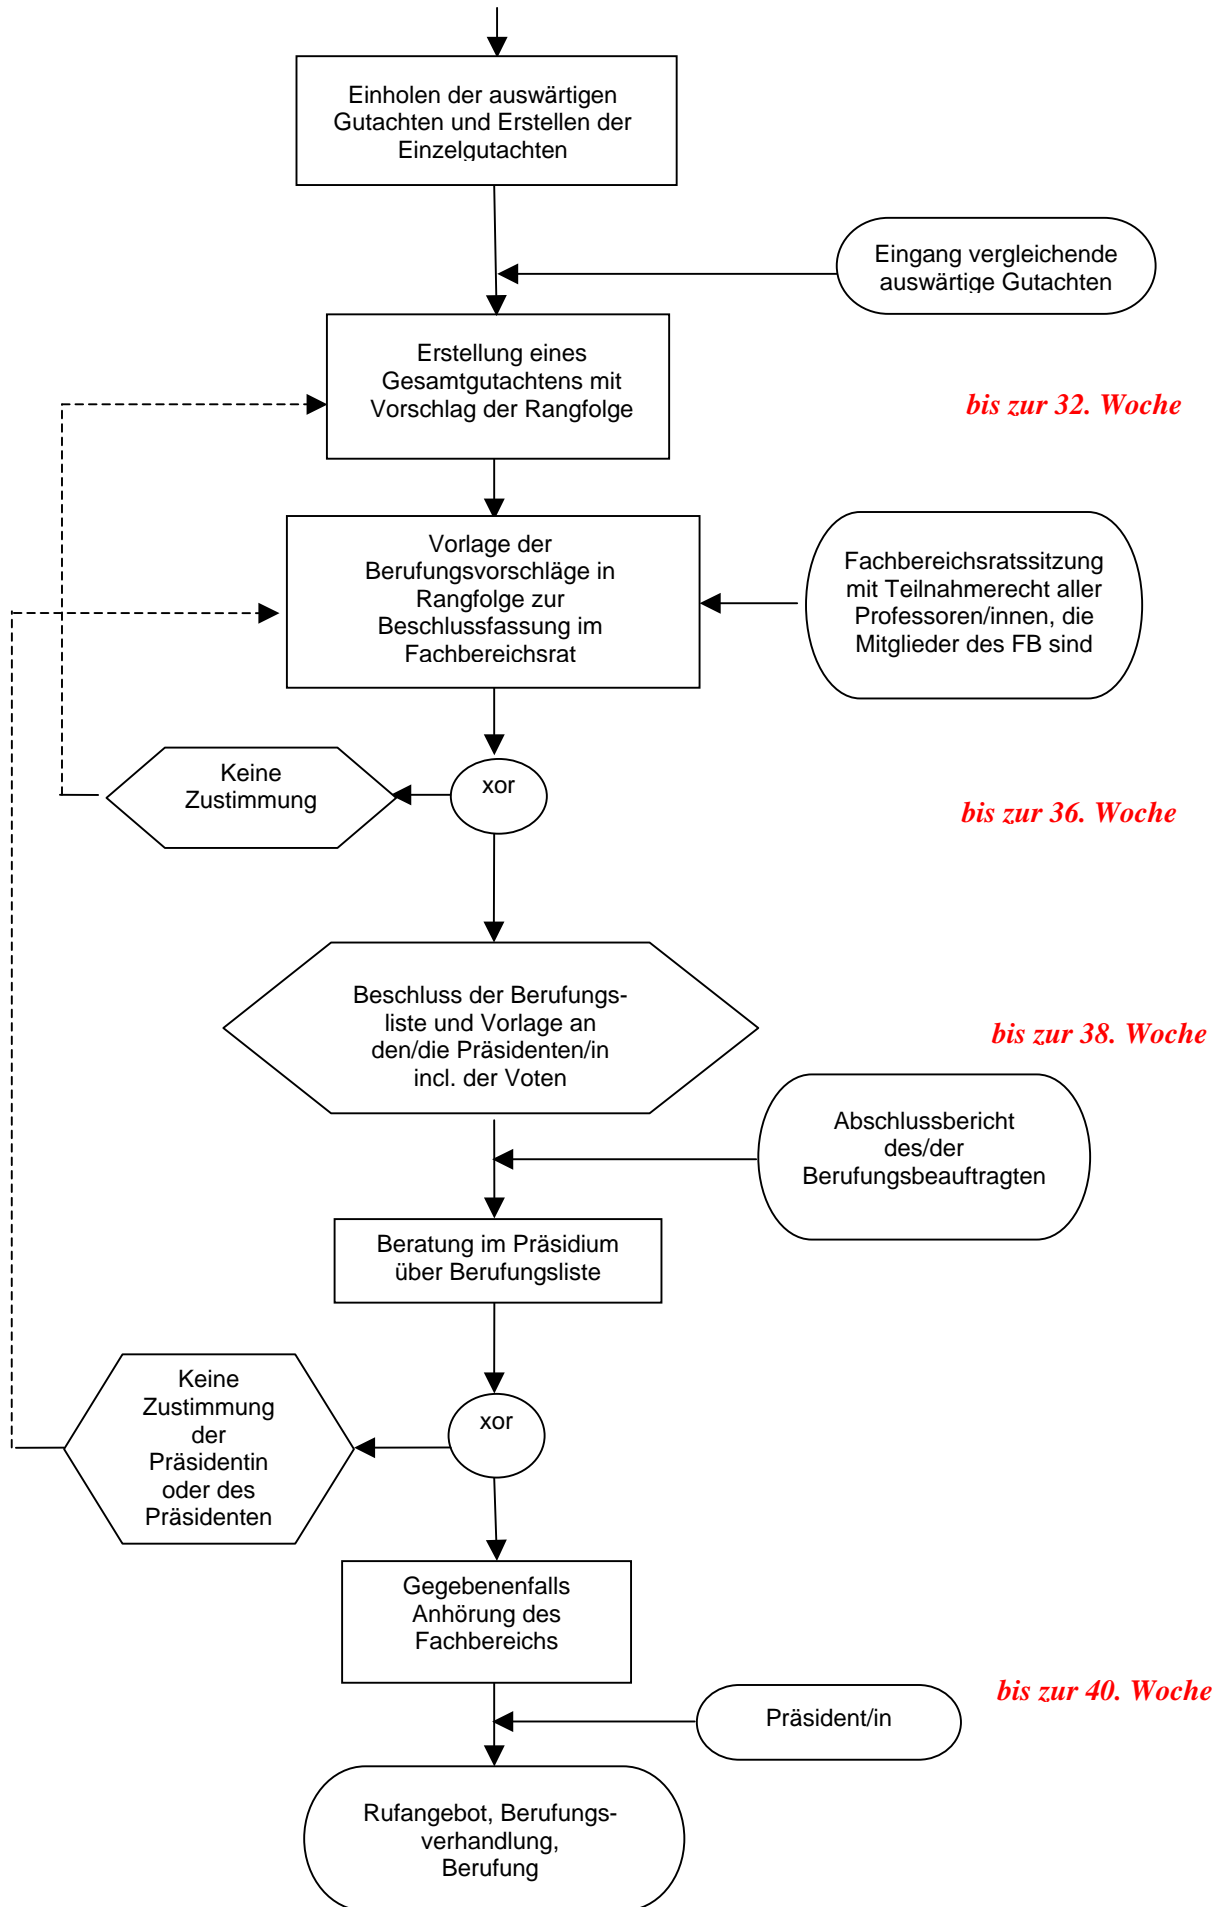 Einholen der auswärtigen
Gutachten und Erstellen der
Einzelgutachten
Eingang vergleichende
auswärtige Gutachten
Erstellung eines
Gesamtgutachtens mit
Vorschlag der Rangfolge
bis zur 32. Woche
Vorlage der
Berufungsvorschläge in
Rangfolge zur
Beschlussfassung im
Fachbereichsrat
Fachbereichsratssitzung
mit Teilnahmerecht aller
Professoren/innen, die
Mitglieder des FB sind
Keine
Zustimmung
xor
bis zur 36. Woche
Beschluss der Berufungs-
liste und Vorlage an
den/die Präsidenten/in
incl. der Voten
bis zur 38. Woche
Abschlussbericht
des/der
Berufungsbeauftragten
Beratung im Präsidium
über Berufungsliste
Keine
Zustimmung
der
Präsidentin
oder des
Präsidenten
xor
Gegebenenfalls
Anhörung des
Fachbereichs
bis zur 40. Woche
Präsident/in
Rufangebot, Berufungs-
verhandlung,
Berufung